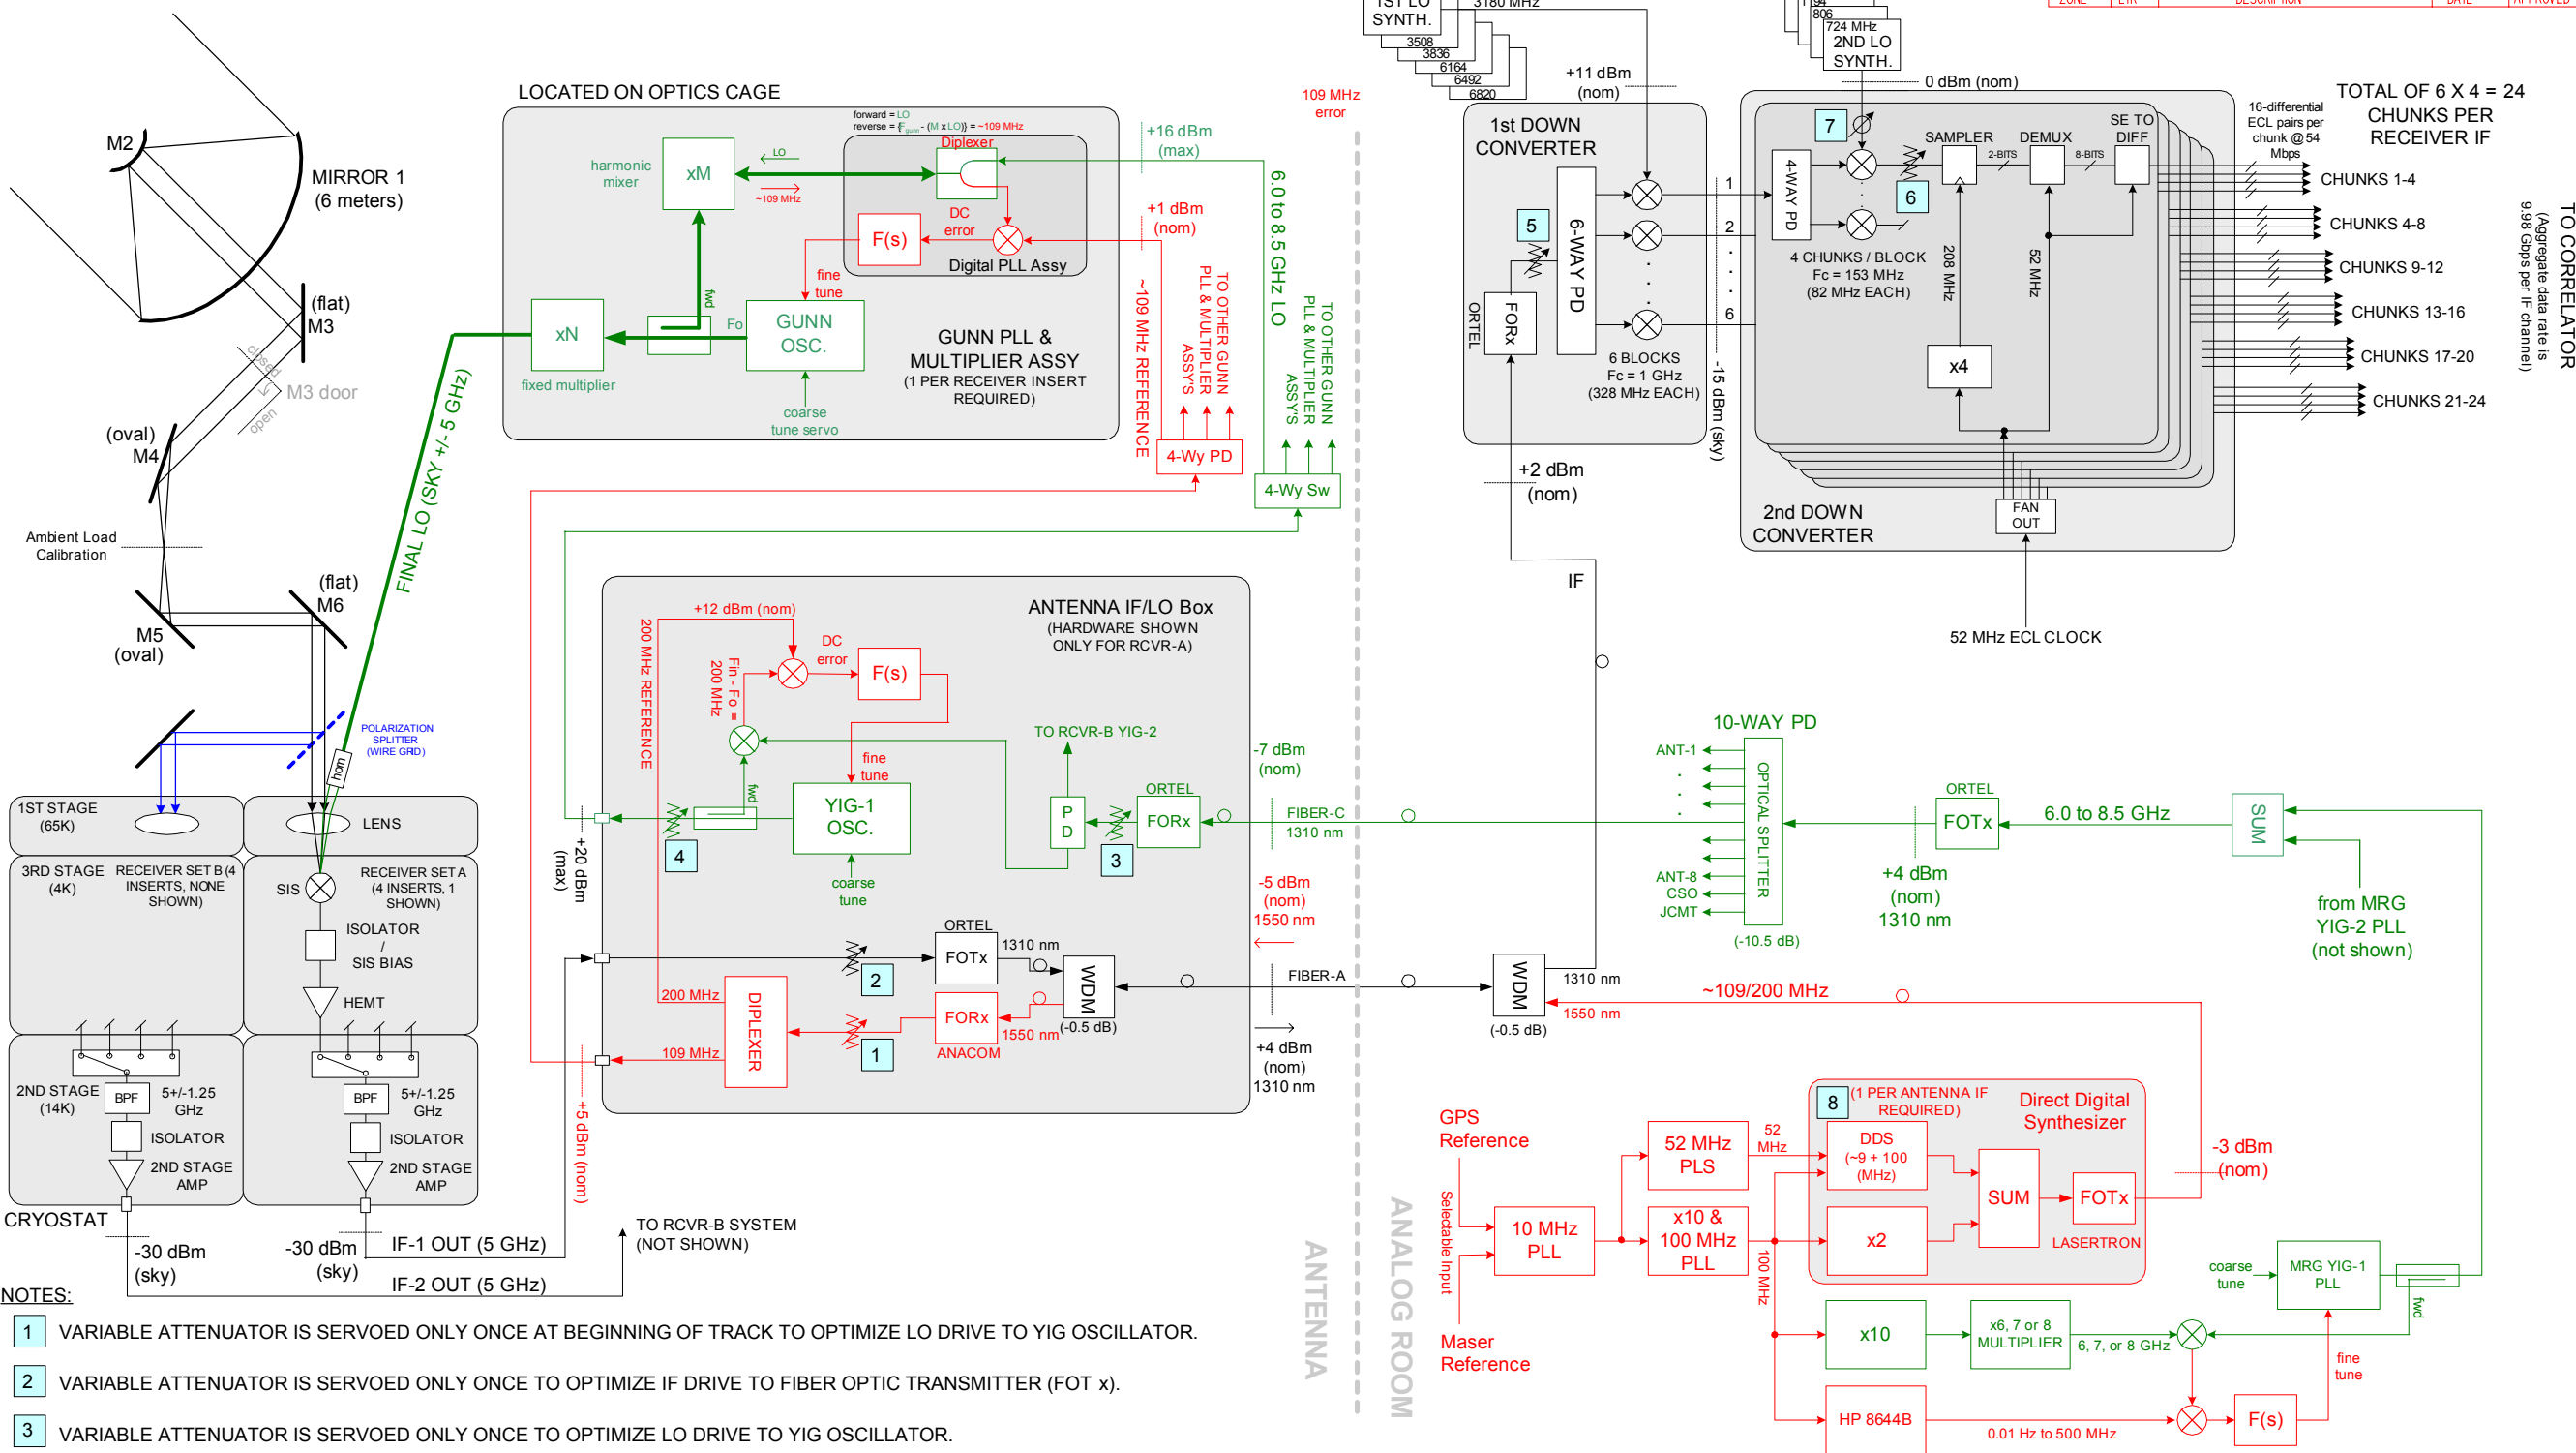 M2
MIRROR 1
(6 meters)
(flat)
M3
closed
M3 door
open
(oval)
M4
Ambient Load
Calibration
(flat)
M6
M5
(oval)
POLARIZATION
SPLITTER
(WIRE GRID)
horn
FINAL LO (SKY +/- 5 GHz)
1ST STAGE
(65K)
LENS
3RD STAGE
(4K)
RECEIVER SET B (4
INSERTS, NONE
SHOWN)
SIS
RECEIVER SET A
(4 INSERTS, 1
SHOWN)
ISOLATOR
/
SIS BIAS
HEMT
2ND STAGE
(14K)
BPF
5+/-1.25
GHz
ISOLATOR
2ND STAGE
AMP
BPF
5+/-1.25
GHz
ISOLATOR
2ND STAGE
AMP
CRYOSTAT
-30 dBm
(sky)
-30 dBm
(sky)
IF-1 OUT (5 GHz)
IF-2 OUT (5 GHz)
TO RCVR-B SYSTEM
(NOT SHOWN)
LOCATED ON OPTICS CAGE
forward = LO
reverse = {Fgunn - (M x LO)} = ~109 MHz
harmonic
mixer
xM
LO
~109 MHz
Diplexer
DC
error
F(s)
Digital PLL Assy
fine
tune
fwd
xN
fixed multiplier
Fo
GUNN
OSC.
coarse
tune servo
GUNN PLL &
MULTIPLIER ASSY
(1 PER RECEIVER INSERT
REQUIRED)
+16 dBm
(max)
+1 dBm
(nom)
~109 MHz REFERENCE
TO OTHER GUNN
PLL & MULTIPLIER
ASSY'S
6.0 to 8.5 GHz LO
TO OTHER GUNN
PLL & MULTIPLIER
ASSY'S
4-Wy PD
4-Wy Sw
109 MHz
error
ANTENNA IF/LO Box
(HARDWARE SHOWN
ONLY FOR RCVR-A)
+12 dBm (nom)
200 MHz REFERENCE
Fin - Fo =
200 MHz
DC
error
F(s)
fine
tune
fwd
YIG-1
OSC.
coarse
tune
4
TO RCVR-B YIG-2
P
D
3
ORTEL
FORx
-7 dBm
(nom)
FIBER-C
1310 nm
+20 dBm
(max)
-5 dBm
(nom)
1550 nm
2
ORTEL
FOTx
1310 nm
WDM
(-0.5 dB)
FORx
ANACOM
1550 nm
1
DIPLEXER
200 MHz
109 MHz
+5 dBm (nom)
FIBER-A
+4 dBm
(nom)
1310 nm
ANTENNA
ANALOG ROOM
1ST LO
SYNTH.
3180 MHz
3508
3836
6164
6492
6820
+11 dBm
(nom)
1st DOWN
CONVERTER
5
6-WAY PD
FORx
ORTEL
6 BLOCKS
Fc = 1 GHz
(328 MHz EACH)
1
2
6
-15 dBm (sky)
+2 dBm
(nom)
IF
1194
806
724 MHz
2ND LO
SYNTH.
0 dBm (nom)
7
4-WAY PD
6
SAMPLER
2-BITS
DEMUX
8-BITS
SE TO
DIFF
4 CHUNKS / BLOCK
Fc = 153 MHz
(82 MHz EACH)
208 MHz
52 MHz
x4
FAN
OUT
2nd DOWN
CONVERTER
52 MHz ECL CLOCK
16-differential
ECL pairs per
chunk @ 54
Mbps
TOTAL OF 6 X 4 = 24
CHUNKS PER
RECEIVER IF
CHUNKS 1-4
CHUNKS 4-8
CHUNKS 9-12
CHUNKS 13-16
CHUNKS 17-20
CHUNKS 21-24
TO CORRELATOR
(Aggregate data rate is
9.98 Gbps per IF channel)
ZONE LTR DESCRIPTION DATE APPROVED
10-WAY PD
ANT-1
ANT-8
CSO
JCMT
OPTICAL SPLITTER
(-10.5 dB)
ORTEL
FOTx
+4 dBm
(nom)
1310 nm
6.0 to 8.5 GHz
SUM
from MRG
YIG-2 PLL
(not shown)
WDM
(-0.5 dB)
1310 nm
~109/200 MHz
1550 nm
GPS
Reference
Selectable Input
Maser
Reference
10 MHz
PLL
52 MHz
PLS
52
MHz
x10 &
100 MHz
PLL
100 MHz
8
(1 PER ANTENNA IF
REQUIRED)
Direct Digital
Synthesizer
DDS
(~9 + 100
(MHz)
x2
SUM
FOTx
LASERTRON
-3 dBm
(nom)
x10
x6, 7 or 8
MULTIPLIER
6, 7, or 8 GHz
HP 8644B
0.01 Hz to 500 MHz
F(s)
fine
tune
coarse
tune
MRG YIG-1
PLL
fwd
NOTES:
1 VARIABLE ATTENUATOR IS SERVOED ONLY ONCE AT BEGINNING OF TRACK TO OPTIMIZE LO DRIVE TO YIG OSCILLATOR.
2 VARIABLE ATTENUATOR IS SERVOED ONLY ONCE TO OPTIMIZE IF DRIVE TO FIBER OPTIC TRANSMITTER (FOT x).
3 VARIABLE ATTENUATOR IS SERVOED ONLY ONCE TO OPTIMIZE LO DRIVE TO YIG OSCILLATOR.